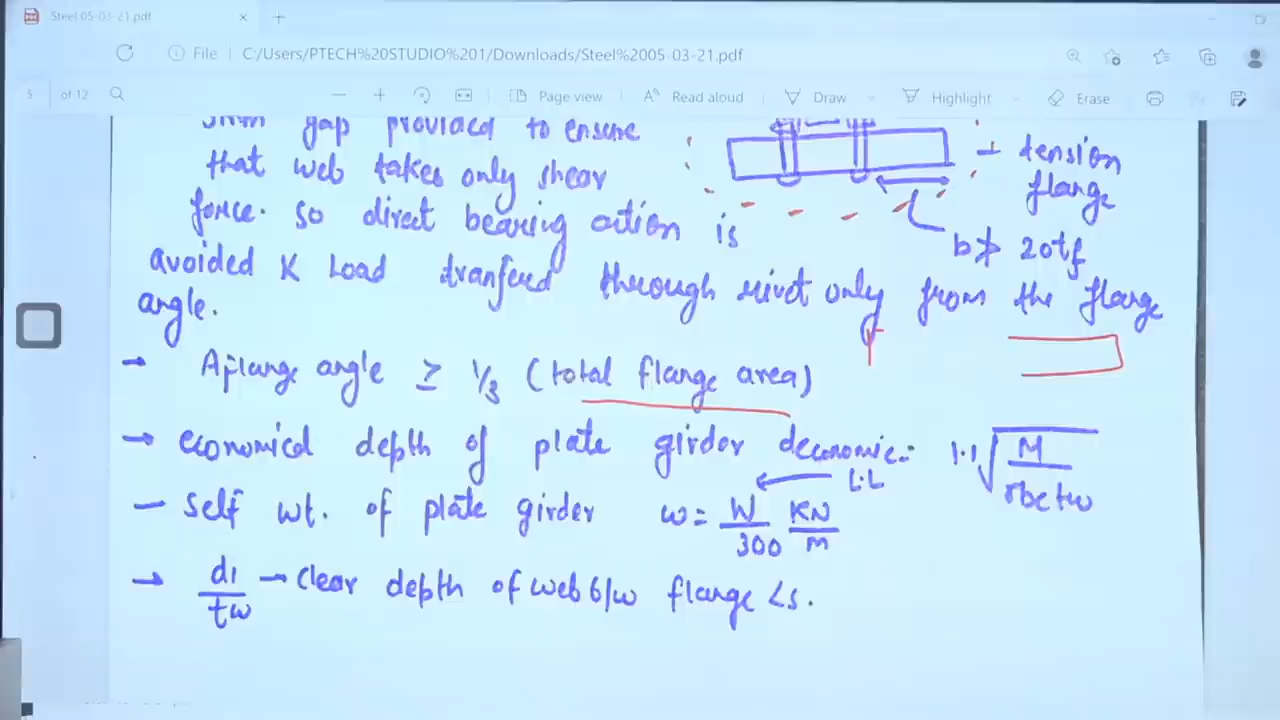 Steel 05-03-21.pdf
File C:/Users/PTECH%20STUDIO%201/Downloads/Steel%2005-03-21.pdf
5 of 12 Page view Read aloud Draw Highlight Erase
gap provided to ensure
that web takes only shear
force. So direct bearing action is
tension
flange
b ≯ 20tf
avoided & Load tranfered through rivet only from the flange
angle.
→ Aflange angle ≥ 1/3 (total flange area)
→ economical depth of plate girder deconomic = 1.1 √(M/σbc tw)
– Self wt. of plate girder w = W/300 KN/M ← L.L
→ d1/tw → Clear depth of web b/w flange Ls.